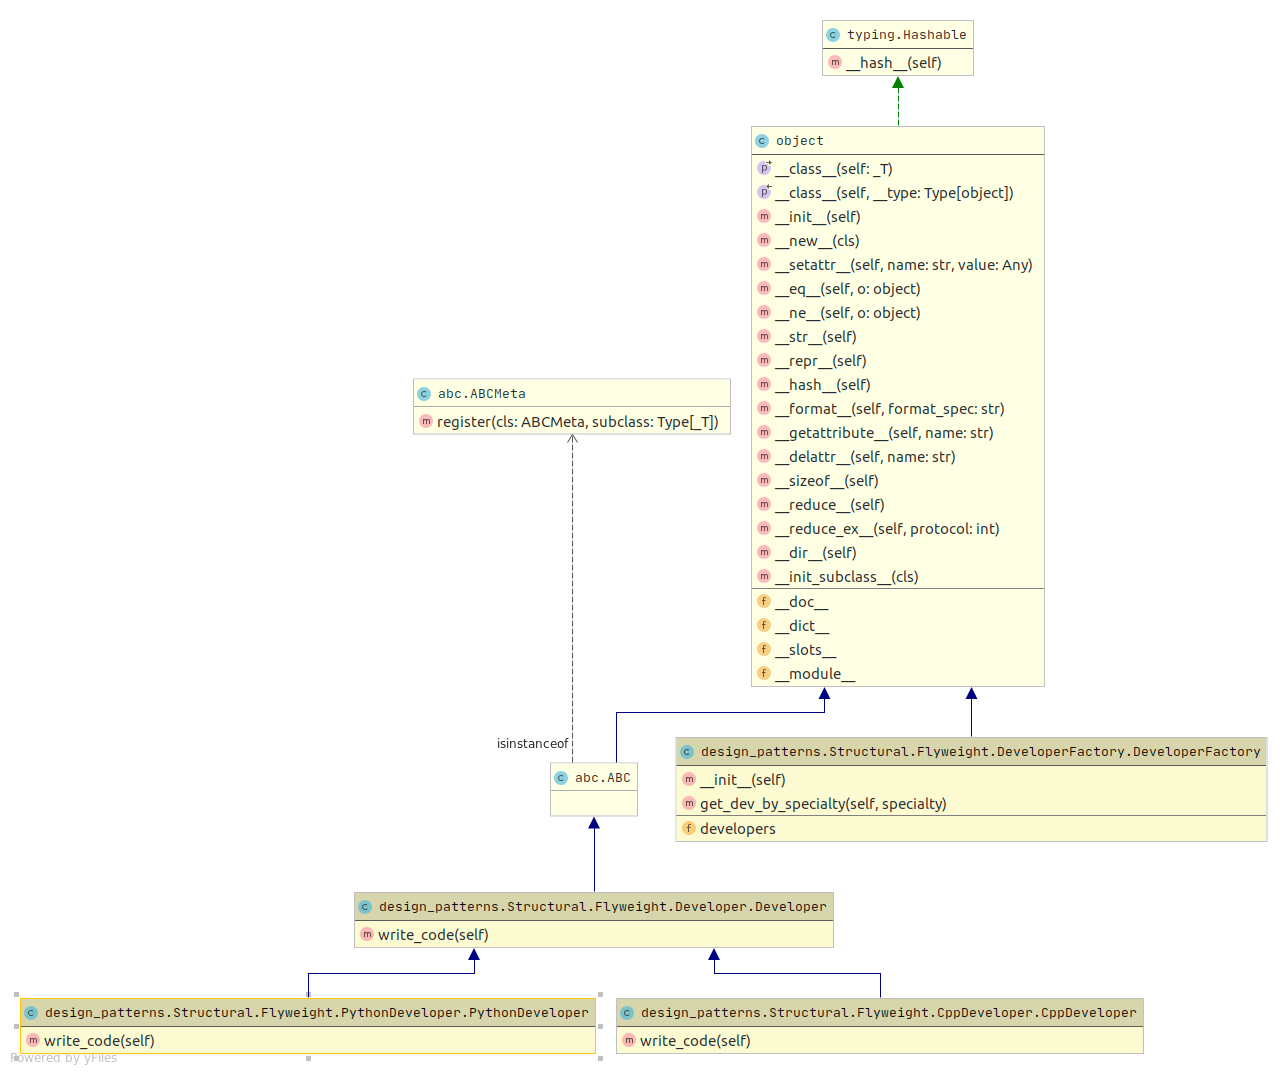 typing.Hashable
__hash__(self)
object
__class__(self: _T)
__class__(self, __type: Type[object])
__init__(self)
__new__(cls)
__setattr__(self, name: str, value: Any)
__eq__(self, o: object)
__ne__(self, o: object)
__str__(self)
__repr__(self)
__hash__(self)
__format__(self, format_spec: str)
__getattribute__(self, name: str)
__delattr__(self, name: str)
__sizeof__(self)
__reduce__(self)
__reduce_ex__(self, protocol: int)
__dir__(self)
__init_subclass__(cls)
__doc__
__dict__
__slots__
__module__
abc.ABCMeta
register(cls: ABCMeta, subclass: Type[_T])
isinstanceof
abc.ABC
design_patterns.Structural.Flyweight.DeveloperFactory.DeveloperFactory
__init__(self)
get_dev_by_specialty(self, specialty)
developers
design_patterns.Structural.Flyweight.Developer.Developer
write_code(self)
design_patterns.Structural.Flyweight.PythonDeveloper.PythonDeveloper
write_code(self)
design_patterns.Structural.Flyweight.CppDeveloper.CppDeveloper
write_code(self)
Powered by yFiles